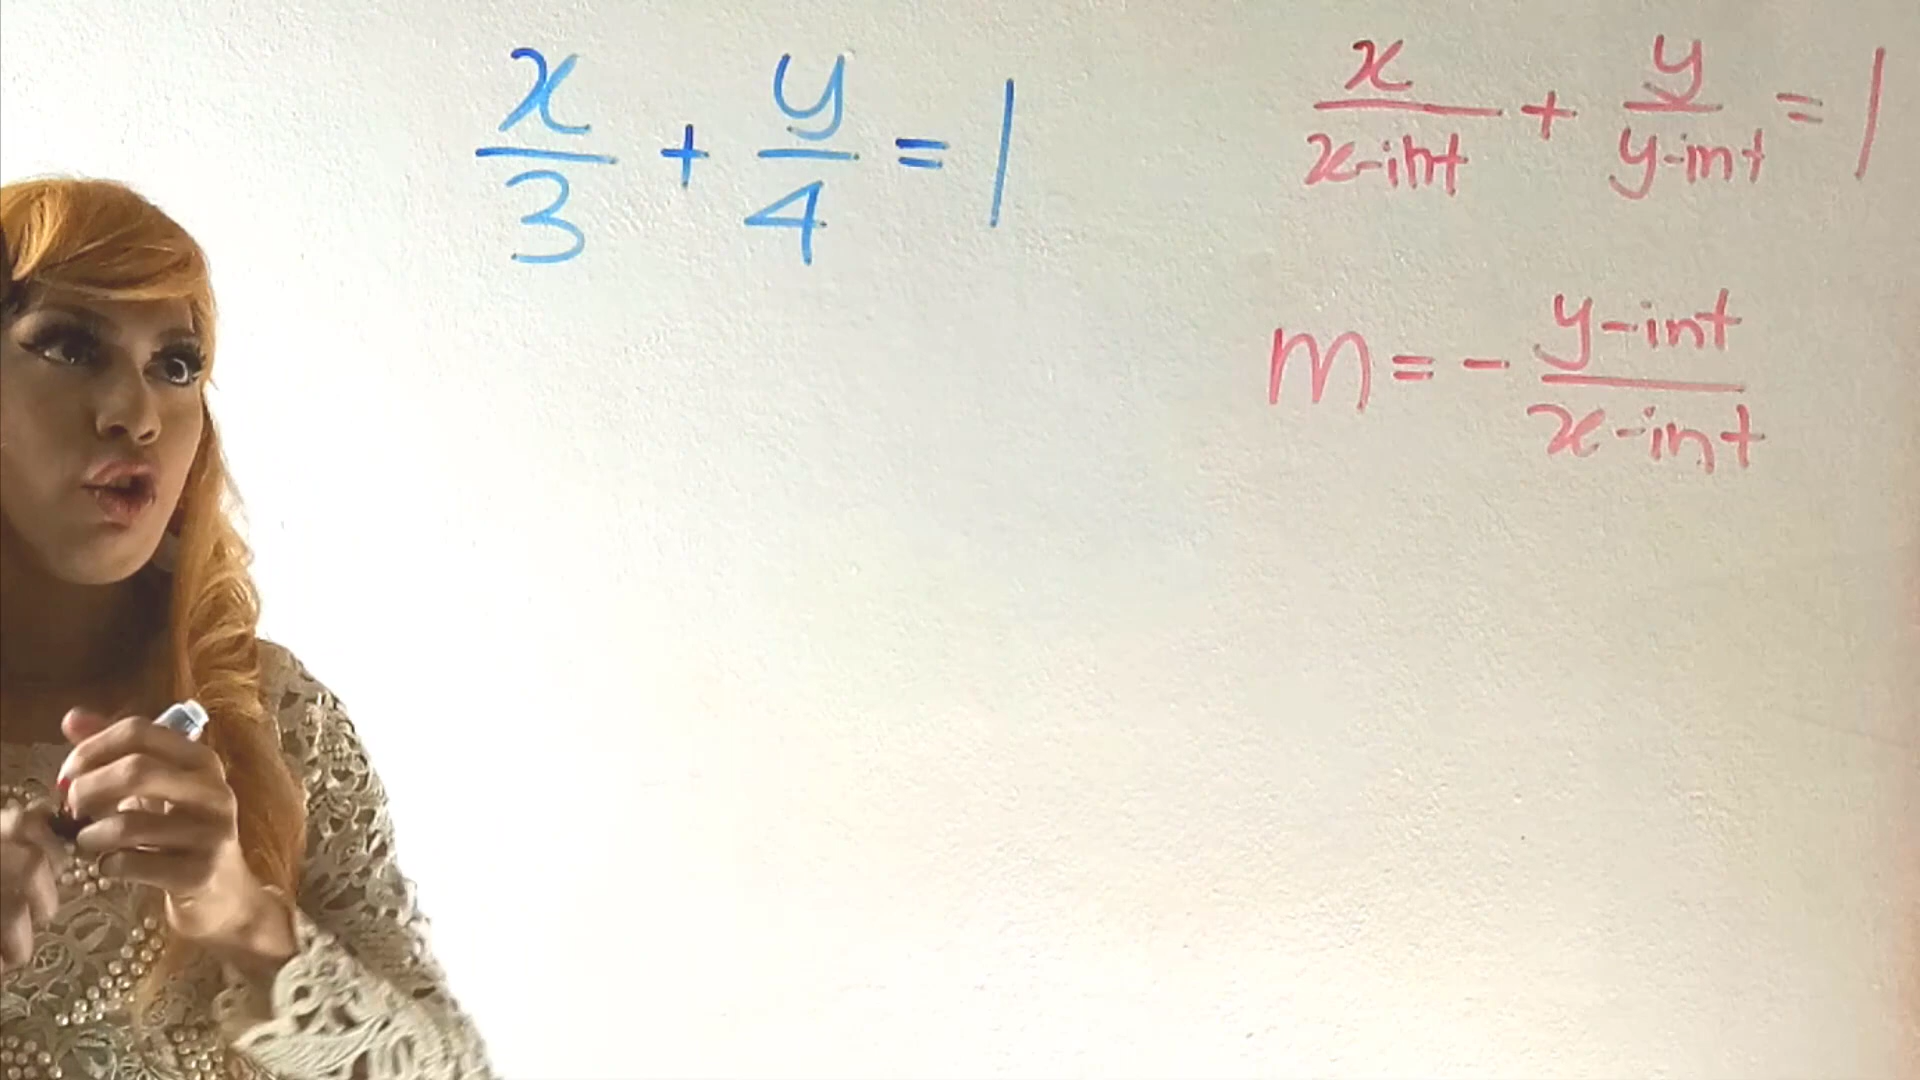 x/3 + y/4 = 1
x/x-int + y/y-int = 1
m = - y-int/x-int